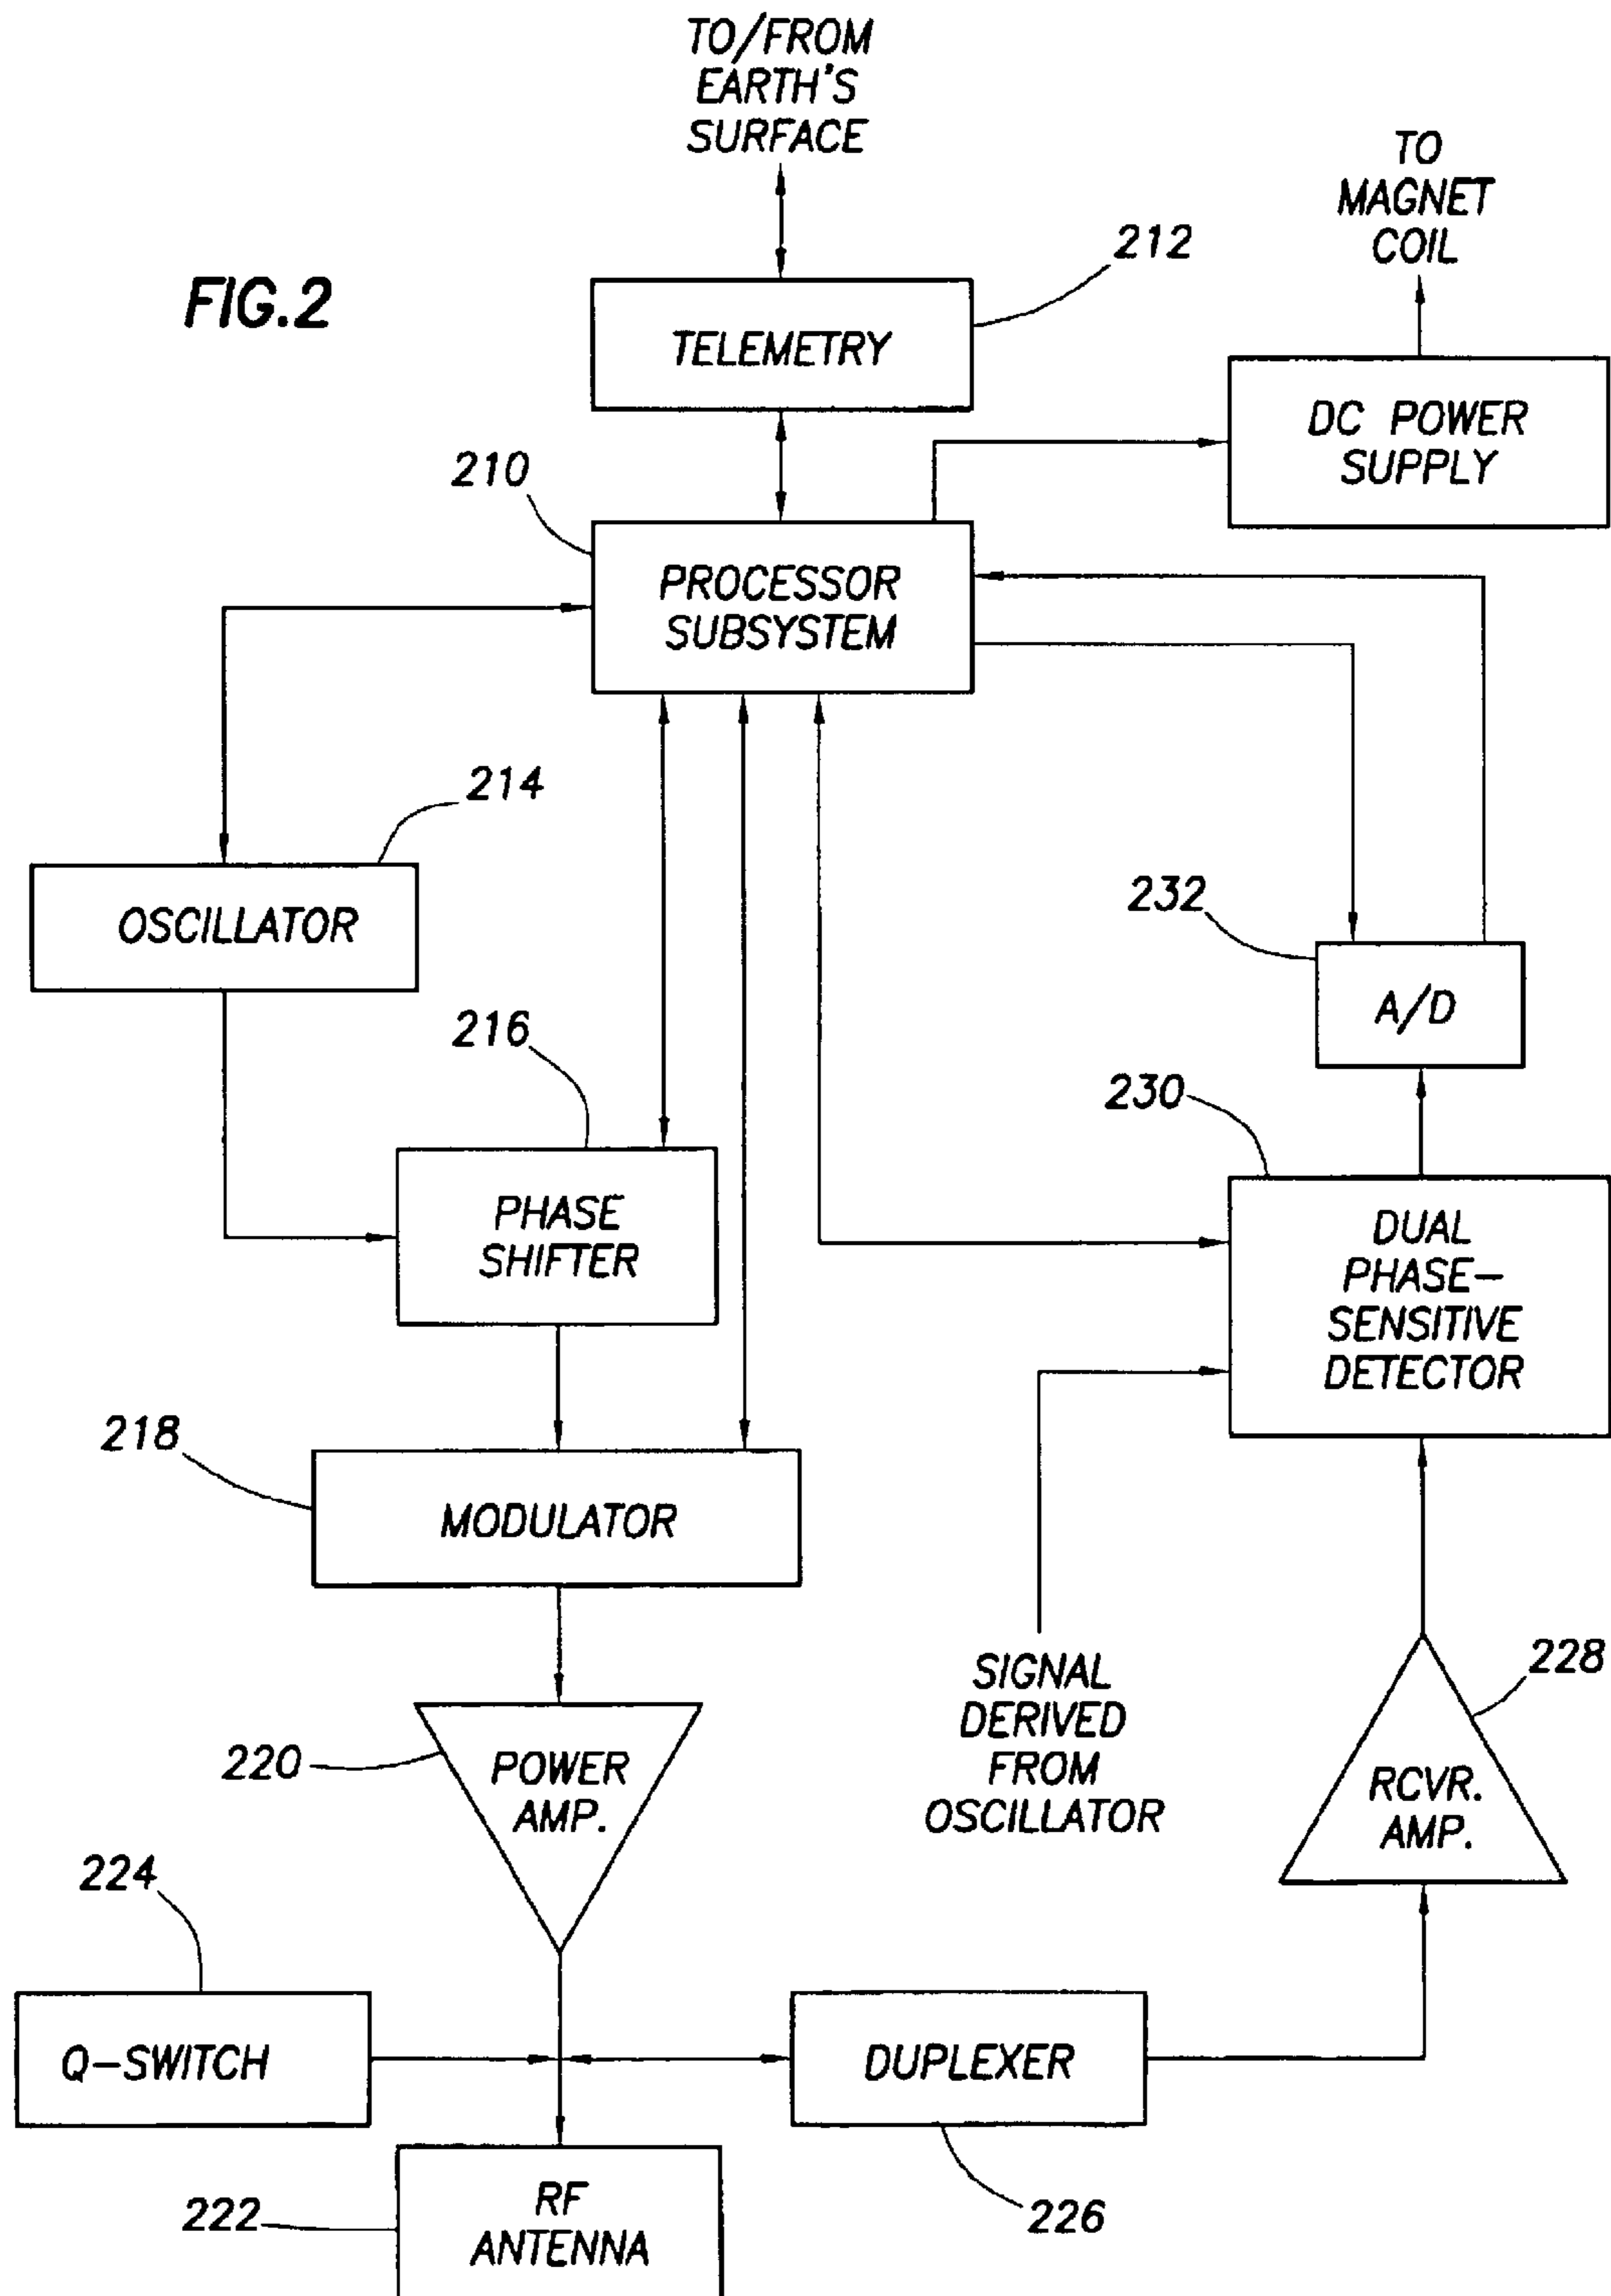 TO/FROM
EARTH'S
SURFACE
TO
MAGNET
COIL
212
FIG.2
TELEMETRY
DC POWER
SUPPLY
210
PROCESSOR
SUBSYSTEM
214
OSCILLATOR
232
A/D
216
230
PHASE
SHIFTER
DUAL
PHASE-
SENSITIVE
DETECTOR
218
MODULATOR
SIGNAL
DERIVED
FROM
OSCILLATOR
228
220
POWER
AMP.
RCVR.
AMP.
224
Q-SWITCH
DUPLEXER
222
RF
ANTENNA
226